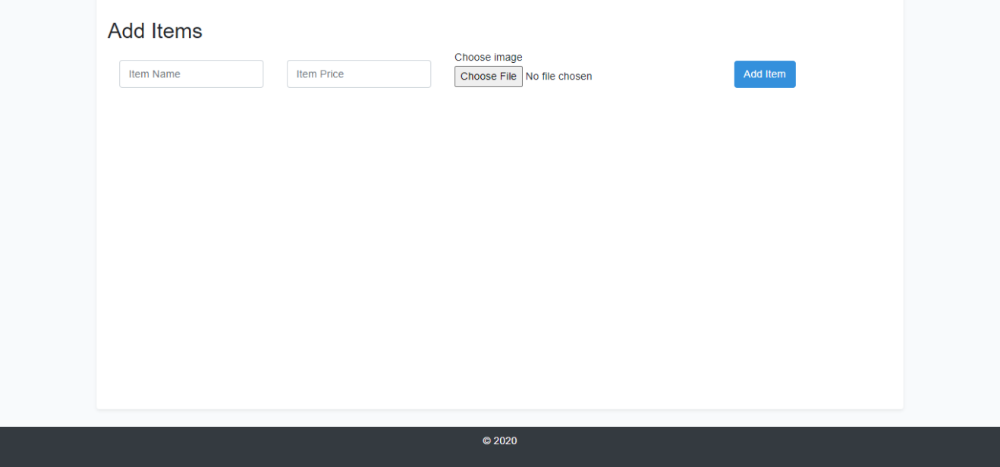 Add Items
Item Name
Item Price
Choose image
Choose File No file chosen
Add Item
© 2020